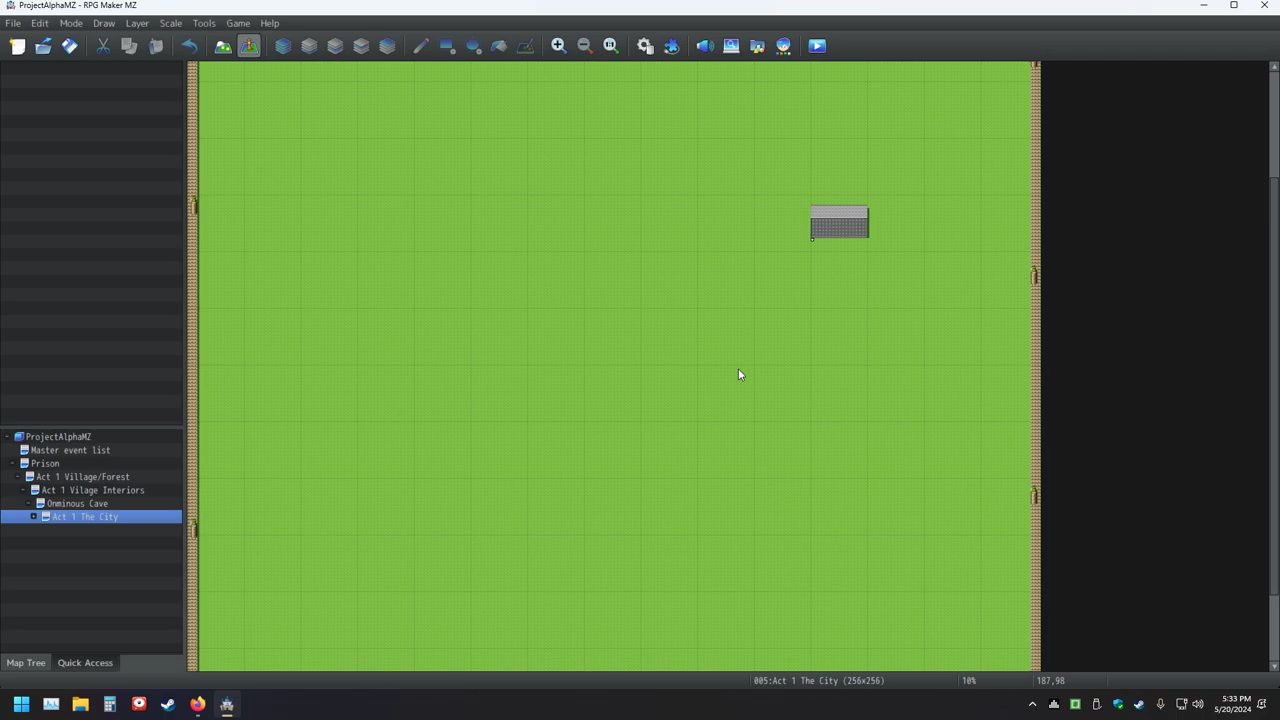 ProjectAlphaMZ - RPG Maker MZ
File Edit Mode Draw Layer Scale Tools Game Help
ProjectAlphaMZ
Master event list
Prison
Act 1 Village/Forest
Act 1 Vilage Interiors
Omminous Cave
Act 1 The City
Map Tree Quick Access
005:Act 1 The City (256x256) 10% 187,98
5:33 PM
5/20/2024